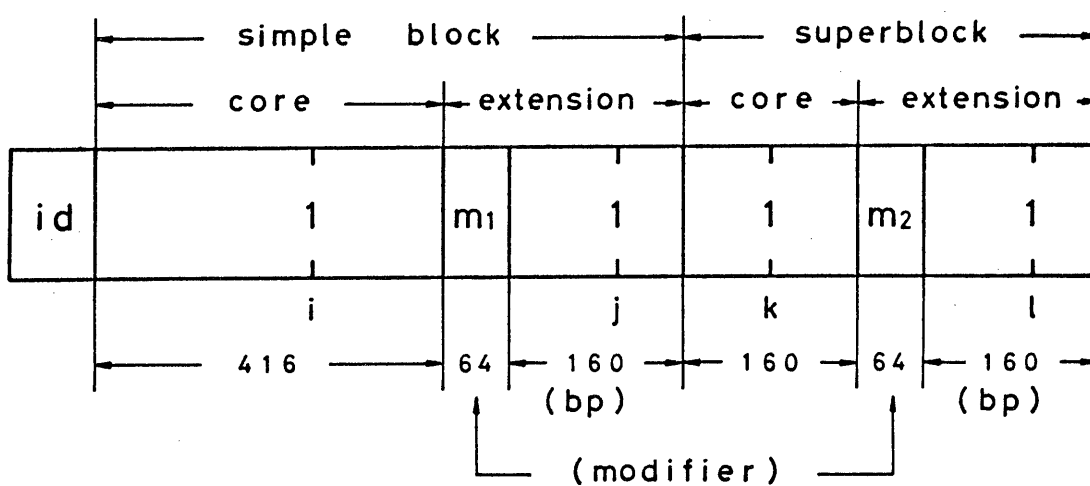 simple block superblock
core extension core extension
id 1 m1 1 1 m2 1
i j k l
416 64 160 160 64 160
(bp) (bp)
(modifier)